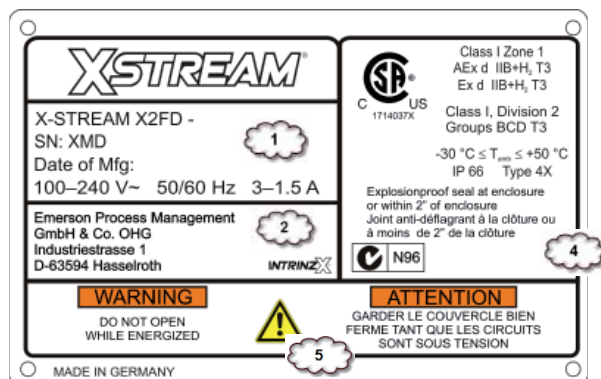 XSTREAM®
X-STREAM X2FD -
SN: XMD
Date of Mfg:
100–240 V~ 50/60 Hz 3–1.5 A
1
Emerson Process Management
GmbH & Co. OHG
Industriestrasse 1
D-63594 Hasselroth
2
INTRINZX
CSA®
C US
1714037X
Class I Zone 1
AEx d IIB+H₂ T3
Ex d IIB+H₂ T3
Class I, Division 2
Groups BCD T3
-30 °C ≤ Tamb ≤ +50 °C
IP 66 Type 4X
Explosionproof seal at enclosure
or within 2" of enclosure
Joint anti-déflagrant à la clôture ou
à moins de 2" de la clôture
N96
4
WARNING
DO NOT OPEN
WHILE ENERGIZED
5
ATTENTION
GARDER LE COUVERCLE BIEN
FERME TANT QUE LES CIRCUITS
SONT SOUS TENSION
MADE IN GERMANY